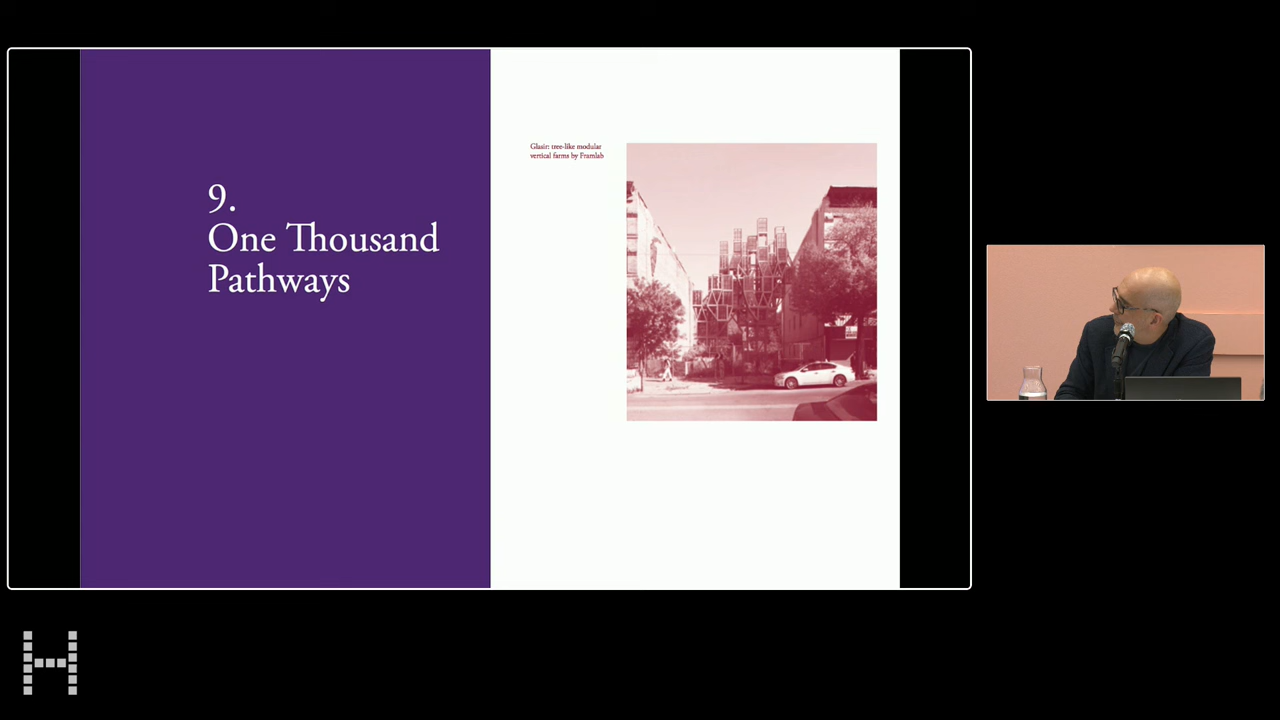 9.
One Thousand
Pathways
Glasir: tree-like modular
vertical farms by Framlab
H